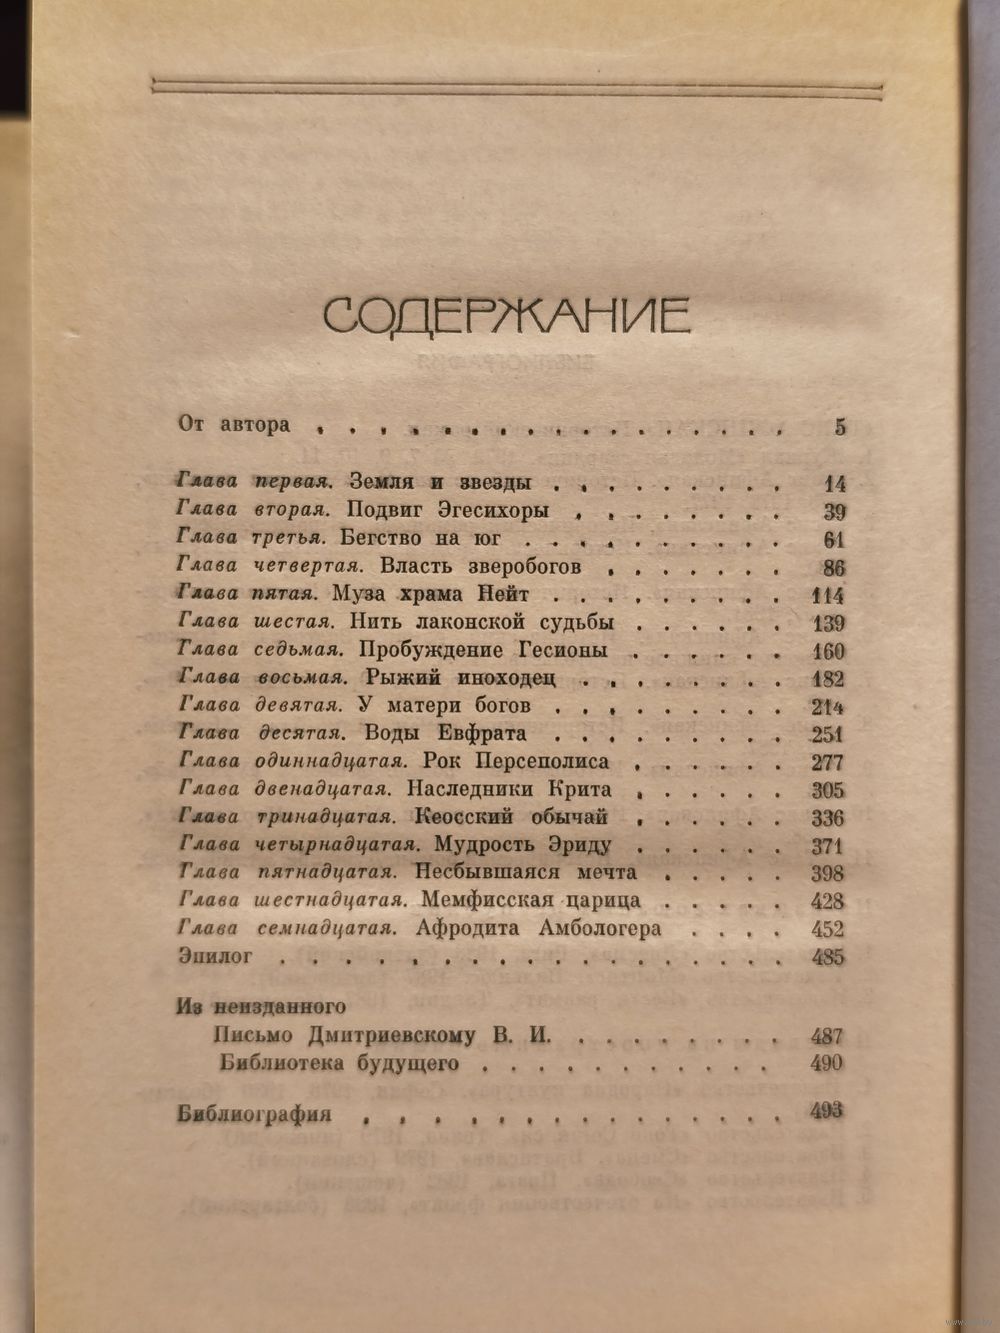 СОДЕРЖАНИЕ
От автора . . . . . . . . . . . . . . . . . 5
Глава первая. Земля и звезды . . . . . . . . . 14
Глава вторая. Подвиг Эгесихоры . . . . . . . . 39
Глава третья. Бегство на юг . . . . . . . . . . 61
Глава четвертая. Власть зверобогов . . . . . . . 86
Глава пятая. Муза храма Нейт . . . . . . . . . 114
Глава шестая. Нить лаконской судьбы . . . . . . 139
Глава седьмая. Пробуждение Гесионы . . . . . . 160
Глава восьмая. Рыжий иноходец . . . . . . . . 182
Глава девятая. У матери богов . . . . . . . . . 214
Глава десятая. Воды Евфрата . . . . . . . . . 251
Глава одиннадцатая. Рок Персеполиса . . . . . . 277
Глава двенадцатая. Наследники Крита . . . . . . 305
Глава тринадцатая. Кеосский обычай . . . . . . 336
Глава четырнадцатая. Мудрость Эриду . . . . . . 371
Глава пятнадцатая. Несбывшаяся мечта . . . . . 398
Глава шестнадцатая. Мемфисская царица . . . . . 428
Глава семнадцатая. Афродита Амбологера . . . . 452
Эпилог . . . . . . . . . . . . . . . . . . 485
Из неизданного
Письмо Дмитриевскому В. И. . . . . . . . . 487
Библиотека будущего . . . . . . . . . . . 490
Библиография . . . . . . . . . . . . . . . . 493